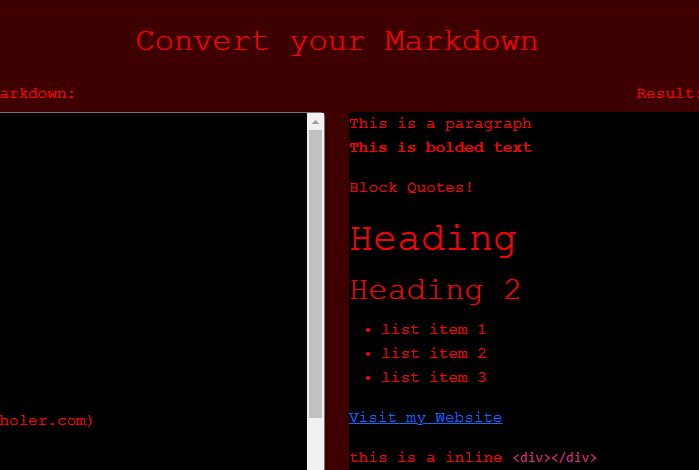 Convert your Markdown
arkdown:
Result:
holer.com)
This is a paragraph
This is bolded text
Block Quotes!
Heading
Heading 2
• list item 1
• list item 2
• list item 3
Visit my Website
this is a inline <div></div>